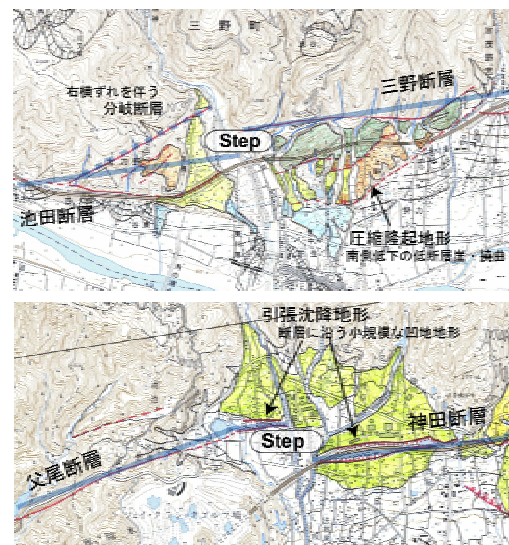 三野町
右横ずれを伴う
分岐断層
三野断層
Step
池田断層
圧縮隆起地形
南側低下の低断層崖・撓曲
引張沈降地形
断層に沿う小規模な凹地地形
神田断層
Step
父尾断層